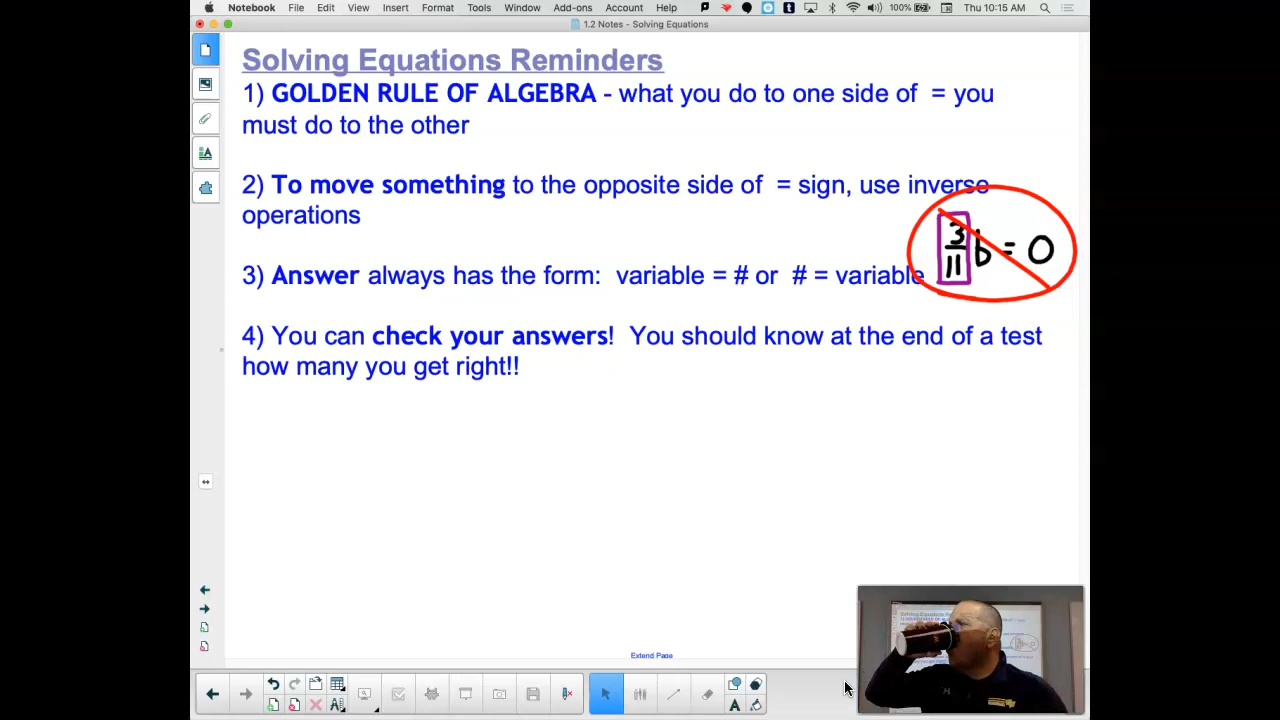 Notebook File Edit View Insert Format Tools Window Add-ons Account Help 100% Thu 10:15 AM
1.2 Notes - Solving Equations
Solving Equations Reminders
1) GOLDEN RULE OF ALGEBRA - what you do to one side of = you
must do to the other
2) To move something to the opposite side of = sign, use inverse
operations
3/11 b = 0
3) Answer always has the form: variable = # or # = variable
4) You can check your answers! You should know at the end of a test
how many you get right!!
Extend Page